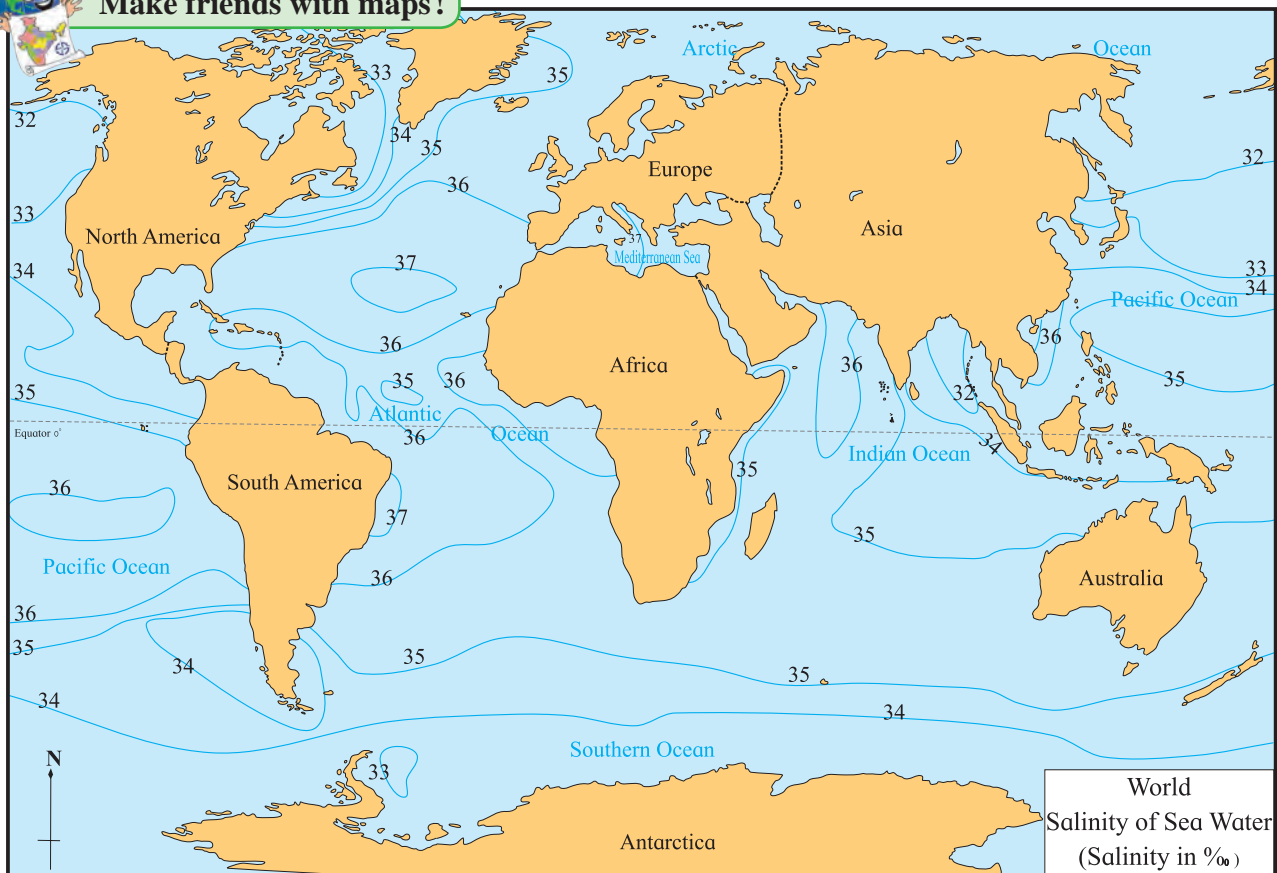 Make friends with maps!
Arctic Ocean
33
35
32
34
35
36
32
Europe
33
North America
Asia
37
Mediterranean Sea
34
37
33
34
Pacific Ocean
36
36
Africa
36
35
36
35
35
32
Atlantic
36
Ocean
Equator 0°
34
Indian Ocean
35
South America
36
37
35
Pacific Ocean
36
Australia
36
35
34
35
35
34
34
Southern Ocean
N
33
Antarctica
World
Salinity of Sea Water
(Salinity in ‰)